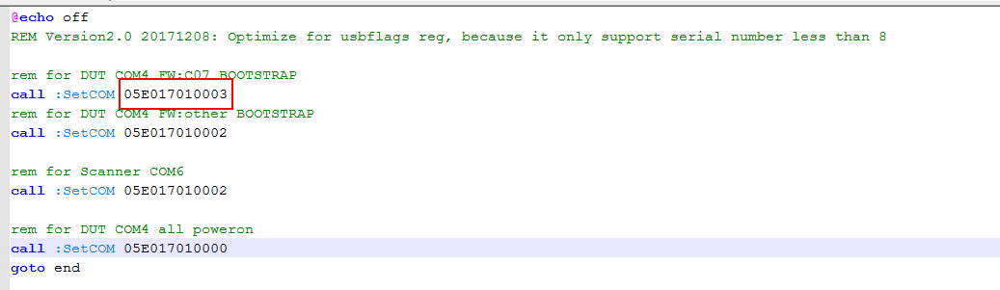 @echo off
REM Version2.0 20171208: Optimize for usbflags reg, because it only support serial number less than 8
rem for DUT COM4 FW:C07 BOOTSTRAP
call :SetCOM 05E017010003
rem for DUT COM4 FW:other BOOTSTRAP
call :SetCOM 05E017010002
rem for Scanner COM6
call :SetCOM 05E017010002
rem for DUT COM4 all poweron
call :SetCOM 05E017010000
goto end